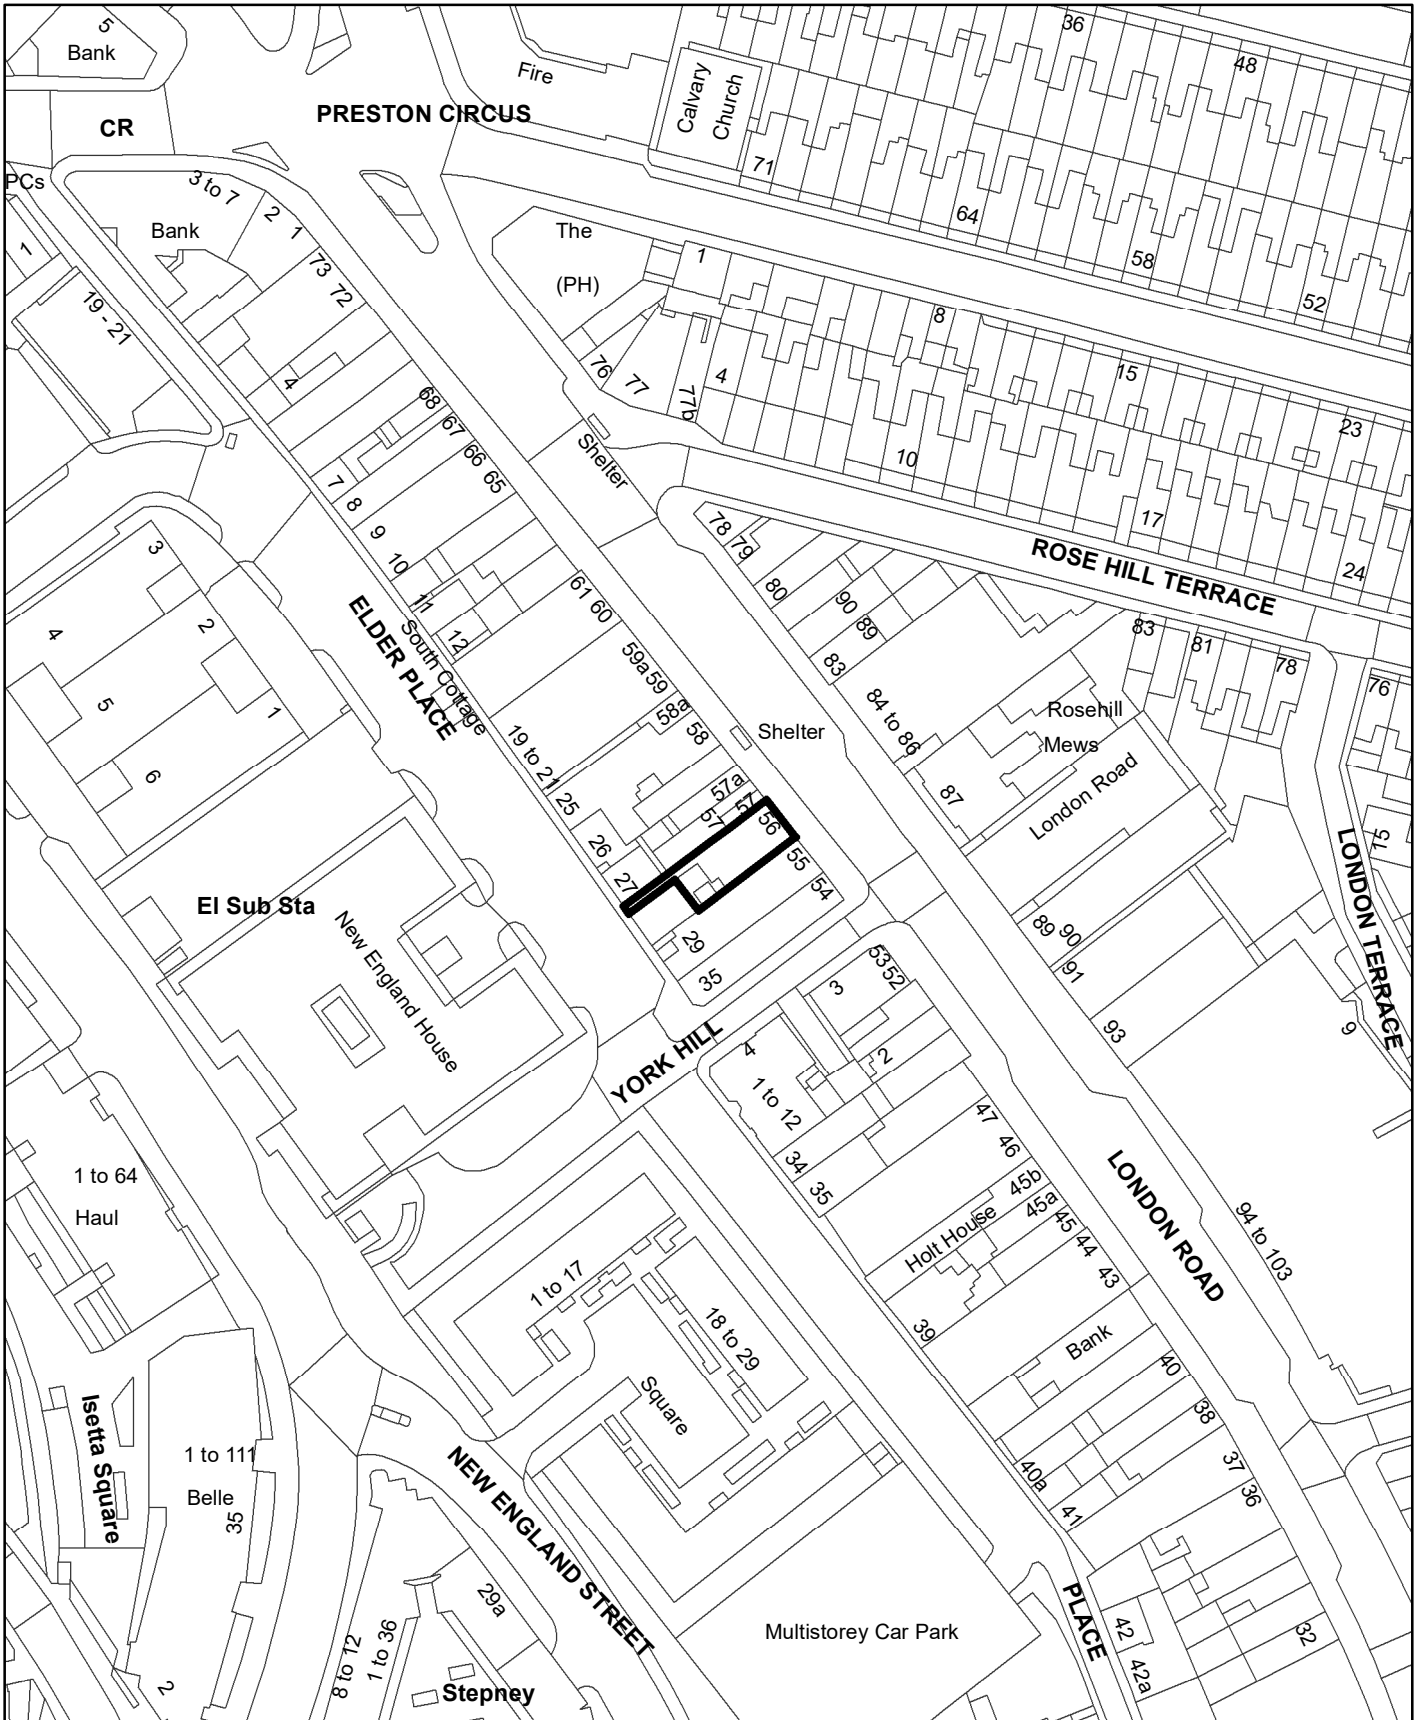 5
Bank
Fire
Calvary
Church
36
48
CR
PRESTON CIRCUS
71
64
58
52
PCs
3 to 7
2
1
Bank
1
73
72
19 - 21
The
(PH)
1
8
15
23
76
77
77b
4
10
17
24
4
68
67
66
65
7
8
9
10
11
12
Shelter
78
79
80
90
89
83
ROSE HILL TERRACE
83
81
78
76
3
2
4
5
1
6
ELDER PLACE
South Cottage
61
60
59a
59
58a
58
Shelter
84 to 86
Rosehill
Mews
87
London Road
15
LONDON TERRACE
19 to 21
25
26
27
57a
57
57
56
55
54
29
35
El Sub Sta
New England House
89
90
91
93
9
53
52
3
2
YORK HILL
4
1 to 12
34
35
47
46
45b
45a
45
44
43
Holt House
39
LONDON ROAD
94 to 103
1 to 64
Haul
1 to 17
18 to 29
Square
Bank
40
38
37
36
40a
41
Isetta Square
1 to 111
Belle
35
2
NEW ENGLAND STREET
29a
8 to 12
1 to 36
Stepney
Multistorey Car Park
PLACE
42
42a
32